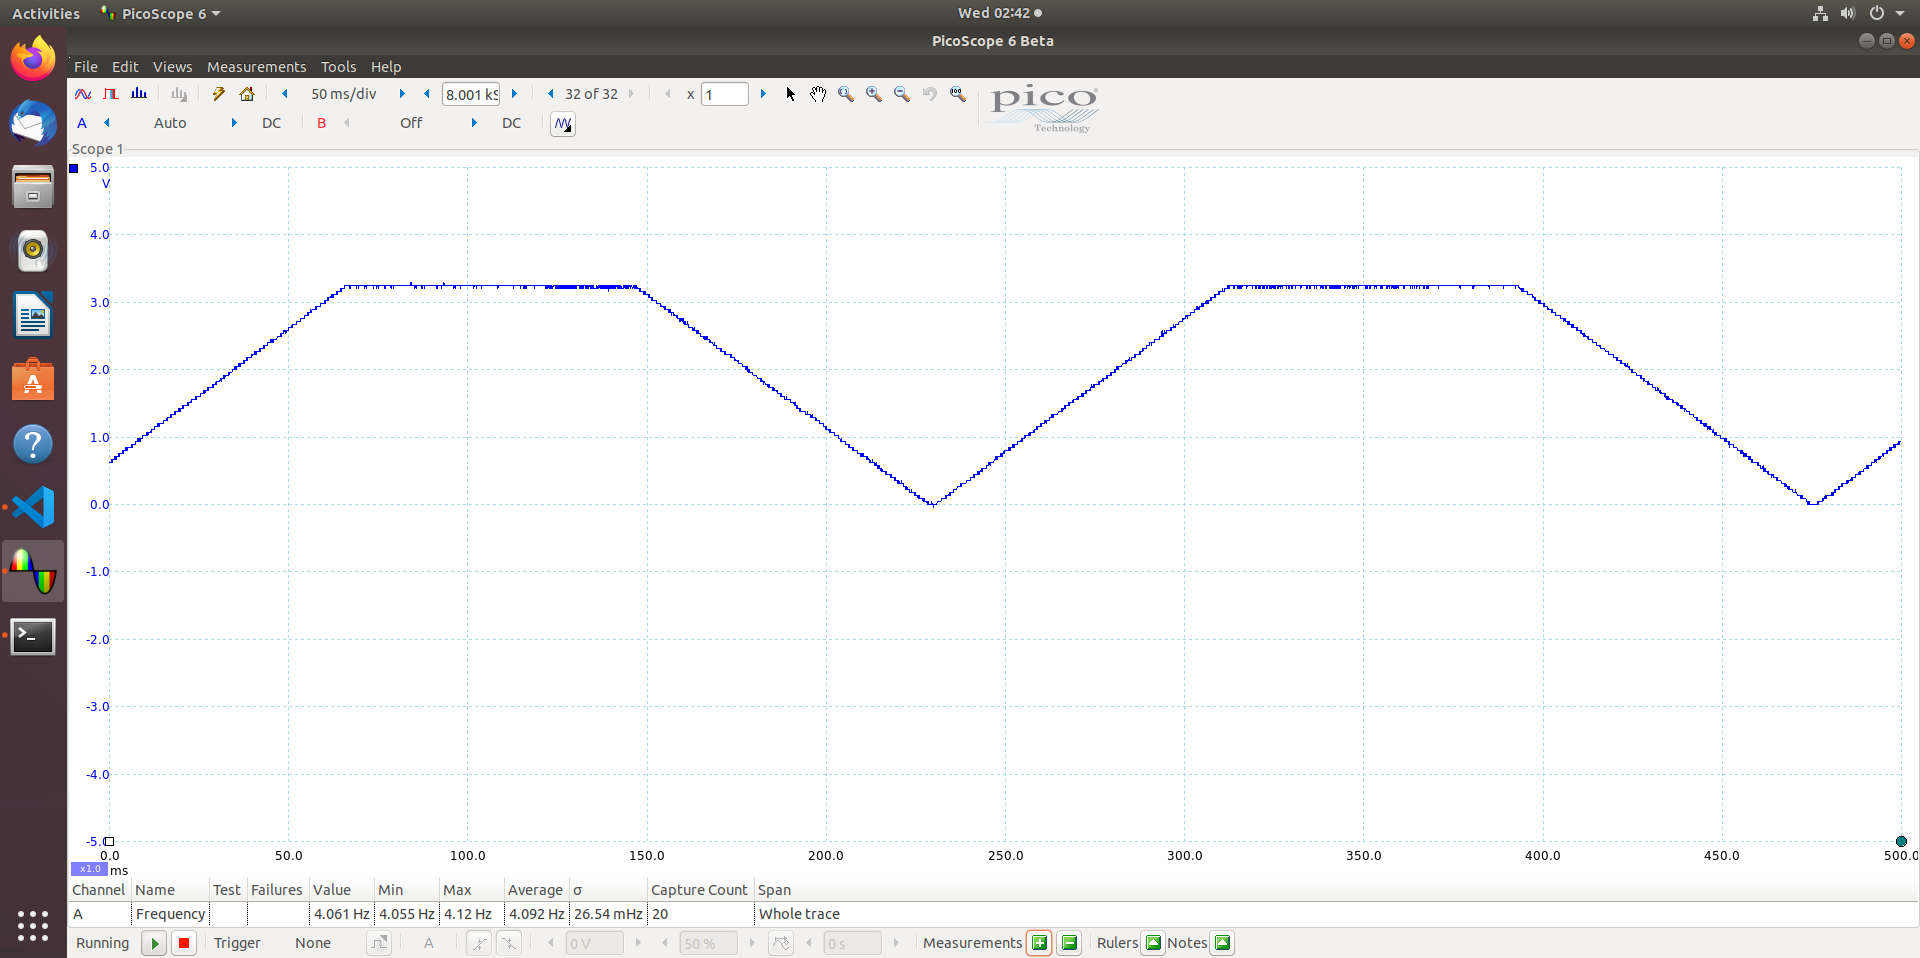 Activities PicoScope 6 Wed 02:42
PicoScope 6 Beta
File Edit Views Measurements Tools Help
50 ms/div 8.001 kS 32 of 32 x 1
pico
Technology
A Auto DC B Off DC
Scope 1
5.0
V
4.0
3.0
2.0
1.0
0.0
-1.0
-2.0
-3.0
-4.0
-5.0
0.0 50.0 100.0 150.0 200.0 250.0 300.0 350.0 400.0 450.0 500.0
x1.0 ms
Channel Name Test Failures Value Min Max Average σ Capture Count Span
A Frequency 4.061 Hz 4.055 Hz 4.12 Hz 4.092 Hz 26.54 mHz 20 Whole trace
Running Trigger None A 0 V 50 % 0 s Measurements Rulers Notes